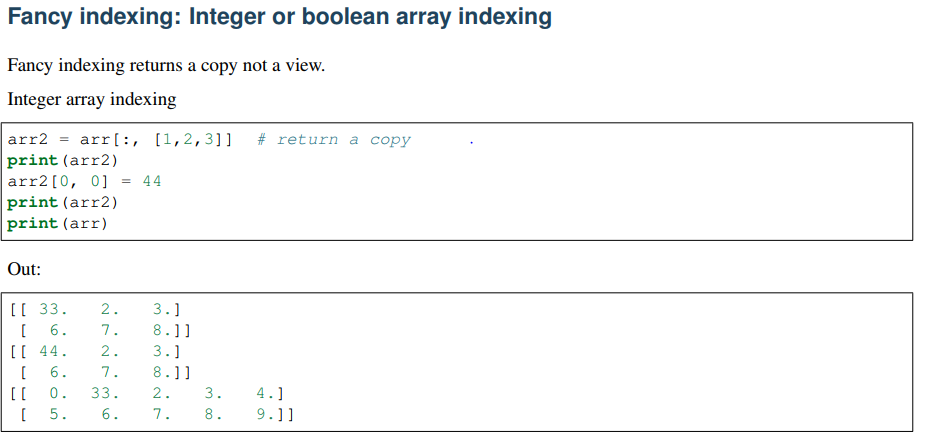 Fancy indexing: Integer or boolean array indexing
Fancy indexing returns a copy not a view.
Integer array indexing
arr2 = arr[:, [1,2,3]]  # return a copy
print(arr2)
arr2[0, 0] = 44
print(arr2)
print(arr)
Out:
[[ 33.   2.   3.]
 [  6.   7.   8.]]
[[ 44.   2.   3.]
 [  6.   7.   8.]]
[[  0.  33.   2.   3.   4.]
 [  5.   6.   7.   8.   9.]]